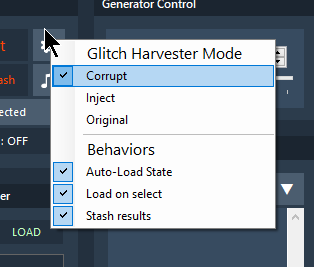 Generator Control
t
Glitch Harvester Mode
ash
Corrupt
Inject
ected
Original
: OFF
Behaviors
Auto-Load State
er
Load on select
LOAD
Stash results